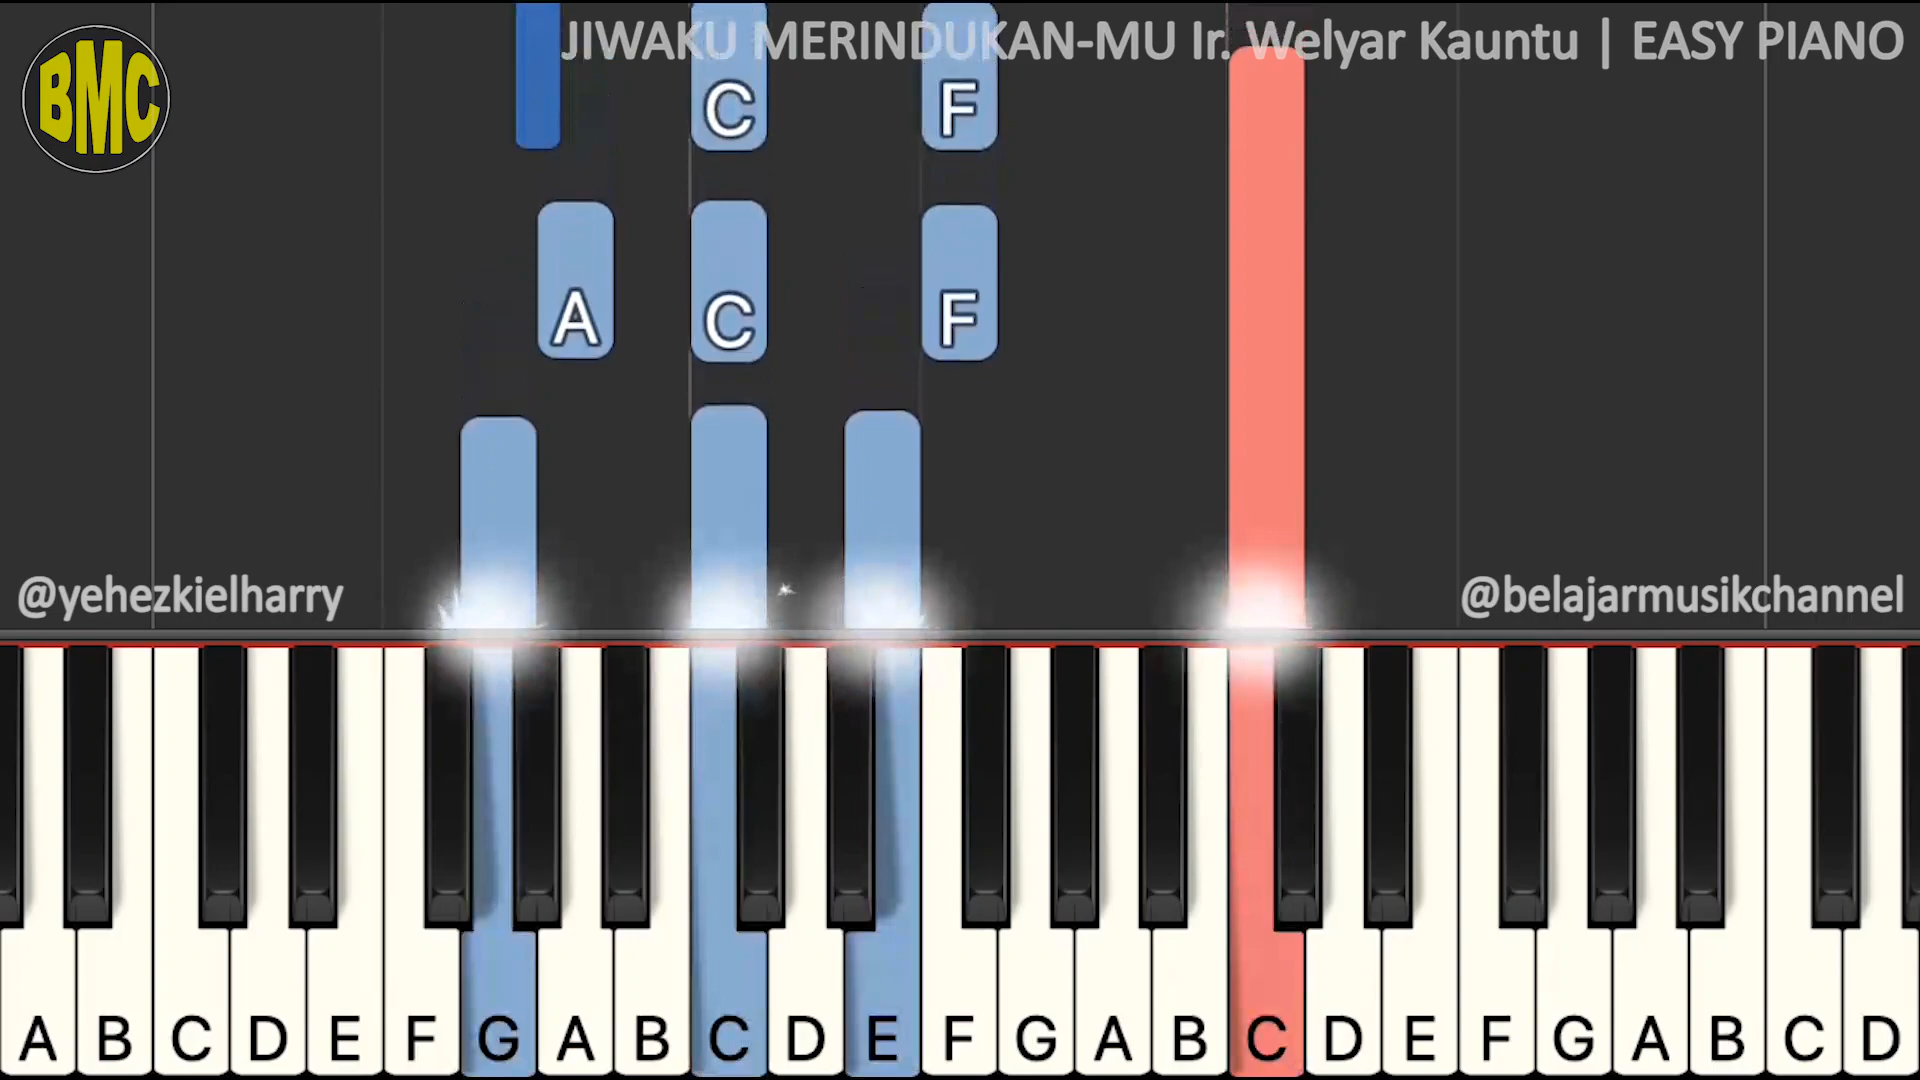 JIWAKU MERINDUKAN-MU Ir. Welyar Kauntu | EASY PIANO
BMC
C F
A C F
@yehezkielharry @belajarmusikchannel
A B C D E F G A B C D E F G A B C D E F G A B C D